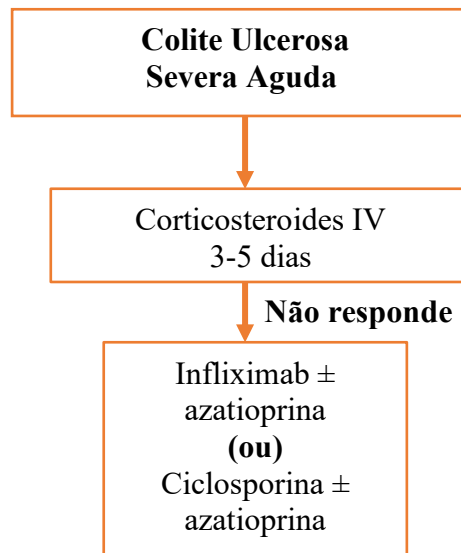 Colite Ulcerosa
Severa Aguda
Corticosteroides IV
3-5 dias
Não responde
Infliximab ±
azatioprina
(ou)
Ciclosporina ±
azatioprina